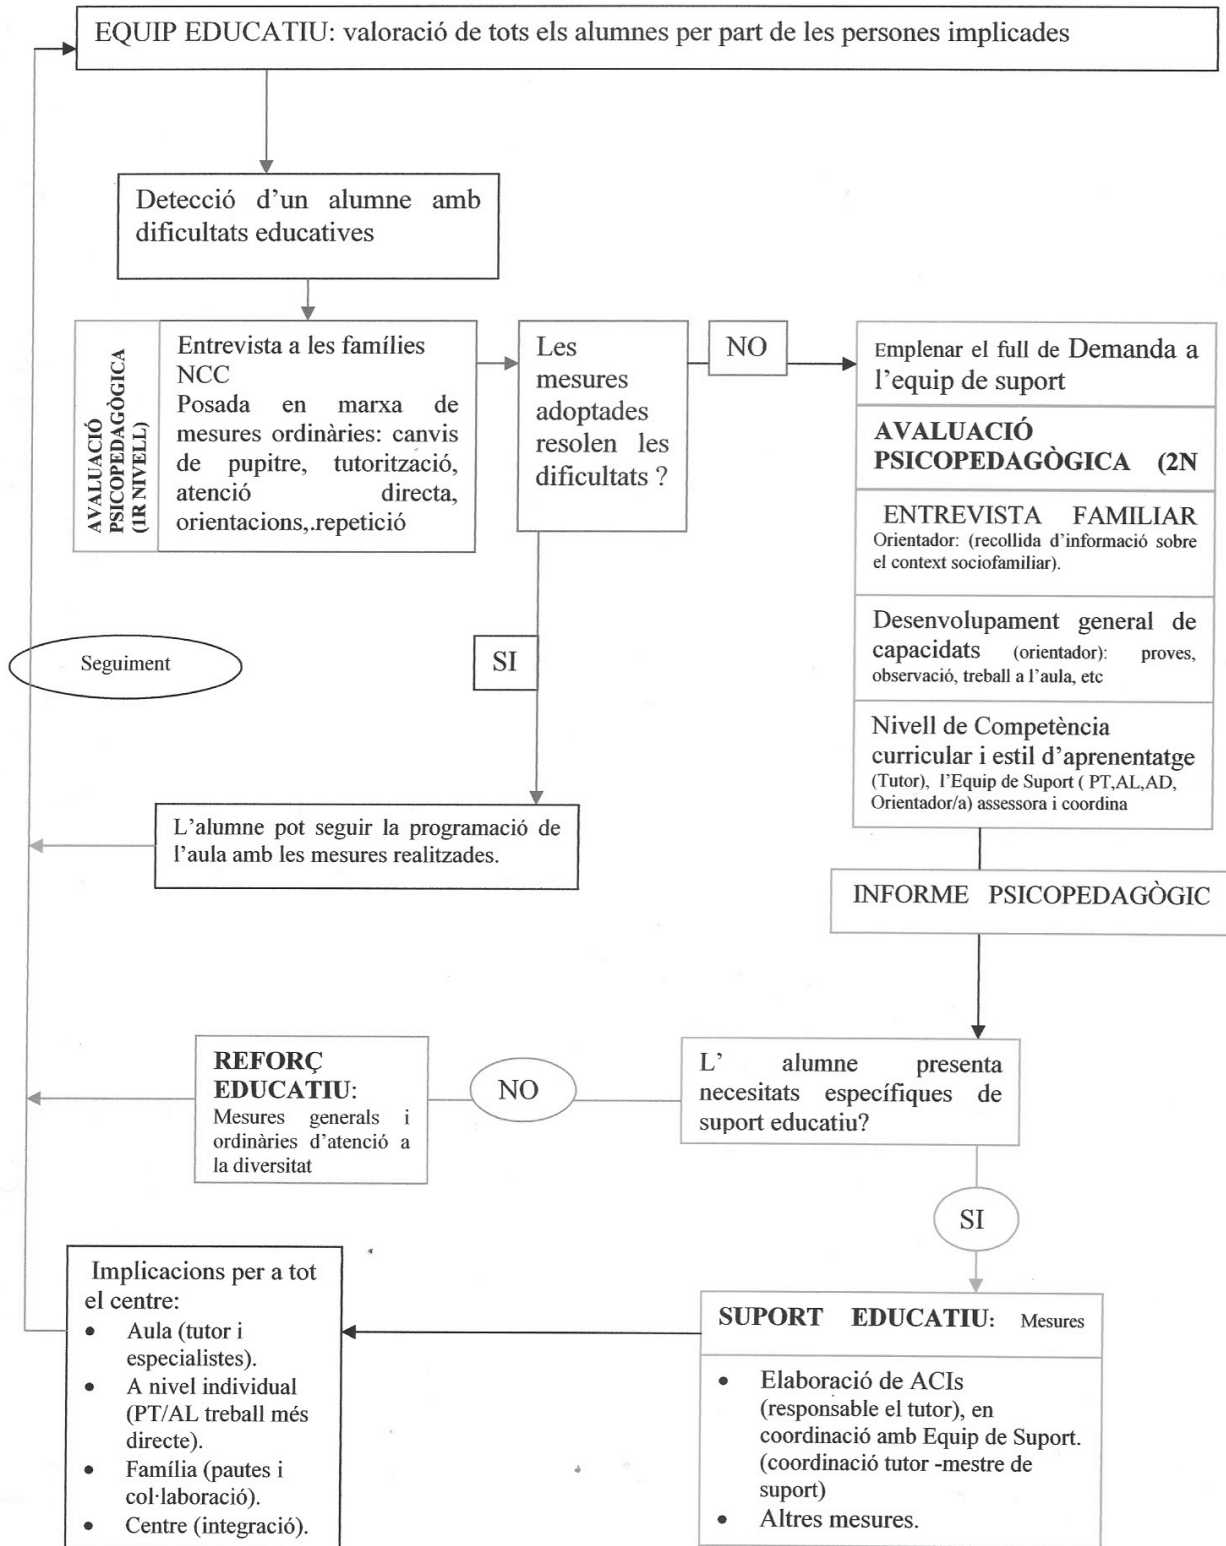 EQUIP EDUCATIU: valoració de tots els alumnes per part de les persones implicades
Detecció d’un alumne amb
dificultats educatives
AVALUACIÓ
PSICOPEDAGÒGICA
(1R NIVELL)
Entrevista a les famílies
NCC
Posada en marxa de
mesures ordinàries: canvis
de pupitre, tutorització,
atenció directa,
orientacions,.repetició
Les
mesures
adoptades
resolen les
dificultats ?
NO
Emplenar el full de Demanda a
l’equip de suport
AVALUACIÓ
PSICOPEDAGÒGICA (2N
ENTREVISTA FAMILIAR
Orientador: (recollida d’informació sobre
el context sociofamiliar).
Desenvolupament general de
capacidats (orientador): proves,
observació, treball a l’aula, etc
Nivell de Competència
curricular i estil d’aprenentatge
(Tutor), l’Equip de Suport ( PT,AL,AD,
Orientador/a) assessora i coordina
Seguiment
SI
L’alumne pot seguir la programació de
l’aula amb les mesures realitzades.
INFORME PSICOPEDAGÒGIC
REFORÇ
EDUCATIU:
Mesures generals i
ordinàries d’atenció a
la diversitat
NO
L’ alumne presenta
necesitats específiques de
suport educatiu?
SI
Implicacions per a tot
el centre:
• Aula (tutor i
especialistes).
• A nivel individual
(PT/AL treball més
directe).
• Família (pautes i
col·laboració).
• Centre (integració).
SUPORT EDUCATIU: Mesures
• Elaboració de ACIs
(responsable el tutor), en
coordinació amb Equip de Suport.
(coordinació tutor -mestre de
suport)
• Altres mesures.